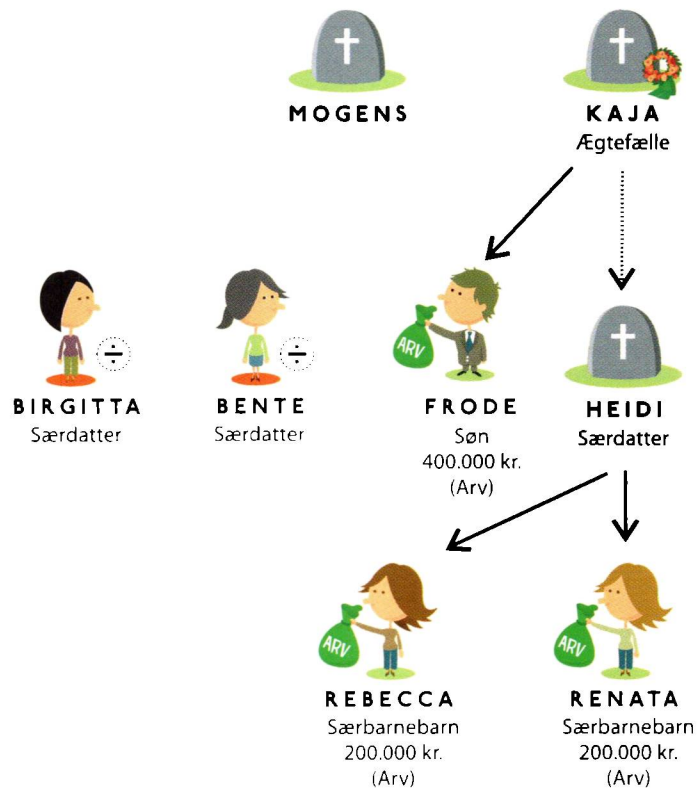 MOGENS
KAJA
Ægtefælle
BIRGITTA
Særdatter
BENTE
Særdatter
ARV
FRODE
Søn
400.000 kr.
(Arv)
HEIDI
Særdatter
ARV
REBECCA
Særbarnebarn
200.000 kr.
(Arv)
ARV
RENATA
Særbarnebarn
200.000 kr.
(Arv)